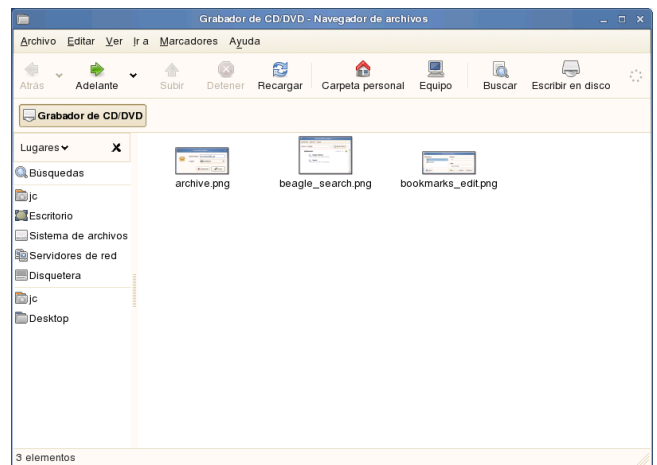 Grabador de CD/DVD - Navegador de archivos
Archivo Editar Ver Ir a Marcadores Ayuda
Atrás Adelante Subir Detener Recargar Carpeta personal Equipo Buscar Escribir en disco
Grabador de CD/DVD
Lugares
Búsquedas
jc
Escritorio
Sistema de archivos
Servidores de red
Disquetera
jc
Desktop
archive.png beagle_search.png bookmarks_edit.png
3 elementos